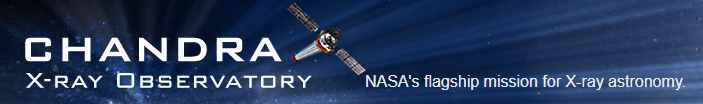 CHANDRA
X-RAY OBSERVATORY
NASA's flagship mission for X-ray astronomy.